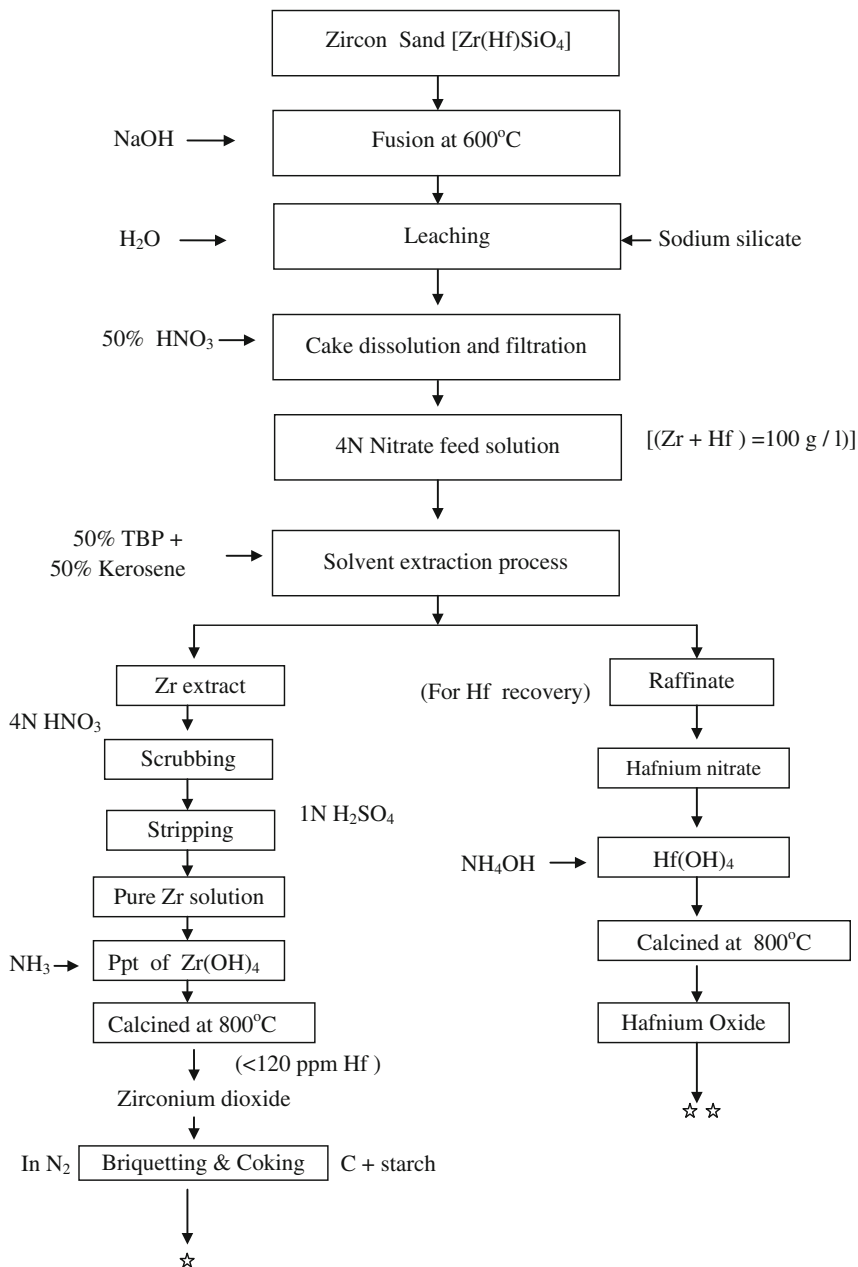 Zircon Sand [Zr(Hf)SiO₄]
NaOH
Fusion at 600°C
H₂O
Leaching
Sodium silicate
50% HNO₃
Cake dissolution and filtration
4N Nitrate feed solution
[(Zr + Hf ) =100 g / l)]
50% TBP +
50% Kerosene
Solvent extraction process
Zr extract
(For Hf recovery)
Raffinate
4N HNO₃
Scrubbing
Hafnium nitrate
Stripping
1N H₂SO₄
NH₄OH
Hf(OH)₄
Pure Zr solution
Calcined at 800°C
NH₃
Ppt of Zr(OH)₄
Calcined at 800°C
Hafnium Oxide
(<120 ppm Hf )
Zirconium dioxide
In N₂
Briquetting & Coking
C + starch